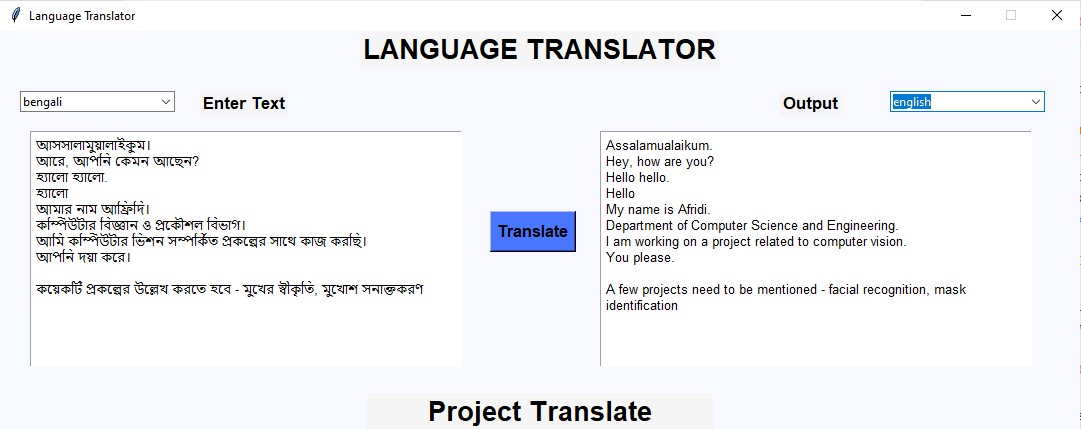 Language Translator
LANGUAGE TRANSLATOR
bengali
Enter Text
Output
english
আসসালামুয়ালাইকুম।
আরে, আপনি কেমন আছেন?
হ্যালো হ্যালো.
হ্যালো
আমার নাম আফ্রিদি।
কম্পিউটার বিজ্ঞান ও প্রকৌশল বিভাগ।
আমি কম্পিউটার ভিশন সম্পর্কিত প্রকল্পের সাথে কাজ করছি।
আপনি দয়া করে।
কয়েকটি প্রকল্পের উল্লেখ করতে হবে - মুখের স্বীকৃতি, মুখোশ সনাক্তকরণ
Translate
Assalamualaikum.
Hey, how are you?
Hello hello.
Hello
My name is Afridi.
Department of Computer Science and Engineering.
I am working on a project related to computer vision.
You please.
A few projects need to be mentioned - facial recognition, mask
identification
Project Translate